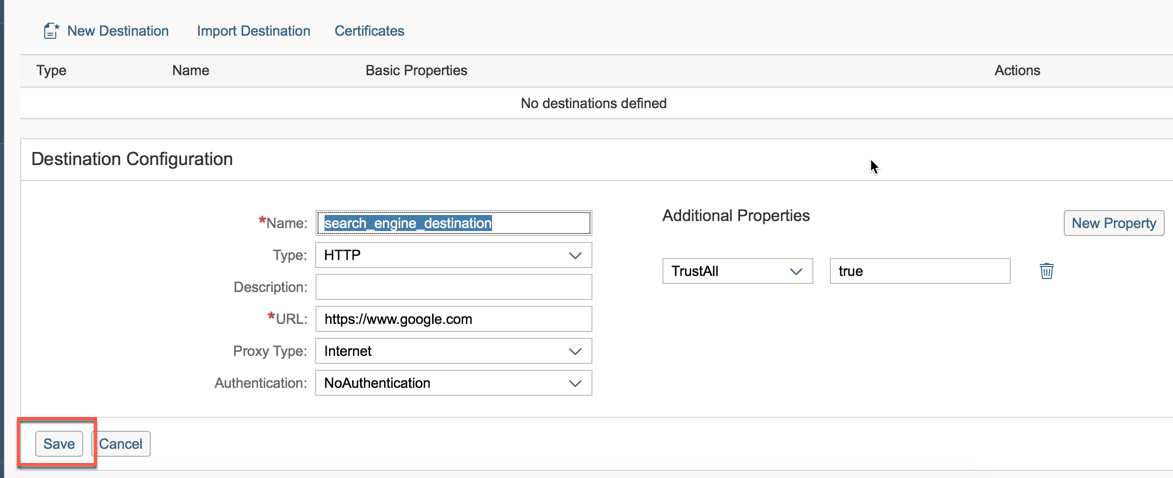 New Destination Import Destination Certificates
Type Name Basic Properties Actions
No destinations defined
Destination Configuration
*Name: search_engine_destination
Type: HTTP
Description:
*URL: https://www.google.com
Proxy Type: Internet
Authentication: NoAuthentication
Additional Properties New Property
TrustAll true
Save Cancel